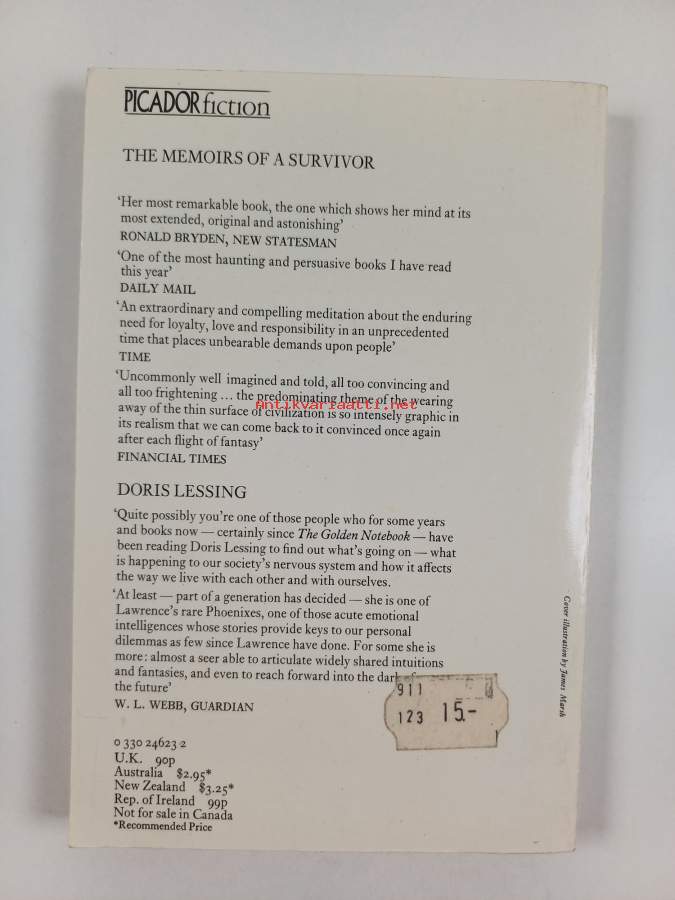 PICADOR fiction
THE MEMOIRS OF A SURVIVOR
‘Her most remarkable book, the one which shows her mind at its
most extended, original and astonishing’
RONALD BRYDEN, NEW STATESMAN
‘One of the most haunting and persuasive books I have read
this year’
DAILY MAIL
‘An extraordinary and compelling meditation about the enduring
need for loyalty, love and responsibility in an unprecedented
time that places unbearable demands upon people’
TIME
‘Uncommonly well imagined and told, all too convincing and
all too frightening ... the predominating theme of the wearing
Antikvariaatti.net
away of the thin surface of civilization is so intensely graphic in
its realism that we can come back to it convinced once again
after each flight of fantasy’
FINANCIAL TIMES
DORIS LESSING
‘Quite possibly you’re one of those people who for some years
and books now — certainly since The Golden Notebook — have
been reading Doris Lessing to find out what’s going on — what
is happening to our society’s nervous system and how it affects
the way we live with each other and with ourselves.
‘At least — part of a generation has decided — she is one of
Lawrence’s rare Phoenixes, one of those acute emotional
intelligences whose stories provide keys to our personal
dilemmas as few since Lawrence have done. For some she is
more: almost a seer able to articulate widely shared intuitions
and fantasies, and even to reach forward into the dark of
the future’
W. L. WEBB, GUARDIAN
911
123 15.-
0 330 24623 2
U.K. 90p
Australia $2.95*
New Zealand $3.25*
Rep. of Ireland 99p
Not for sale in Canada
*Recommended Price
Cover illustration by James Marsh